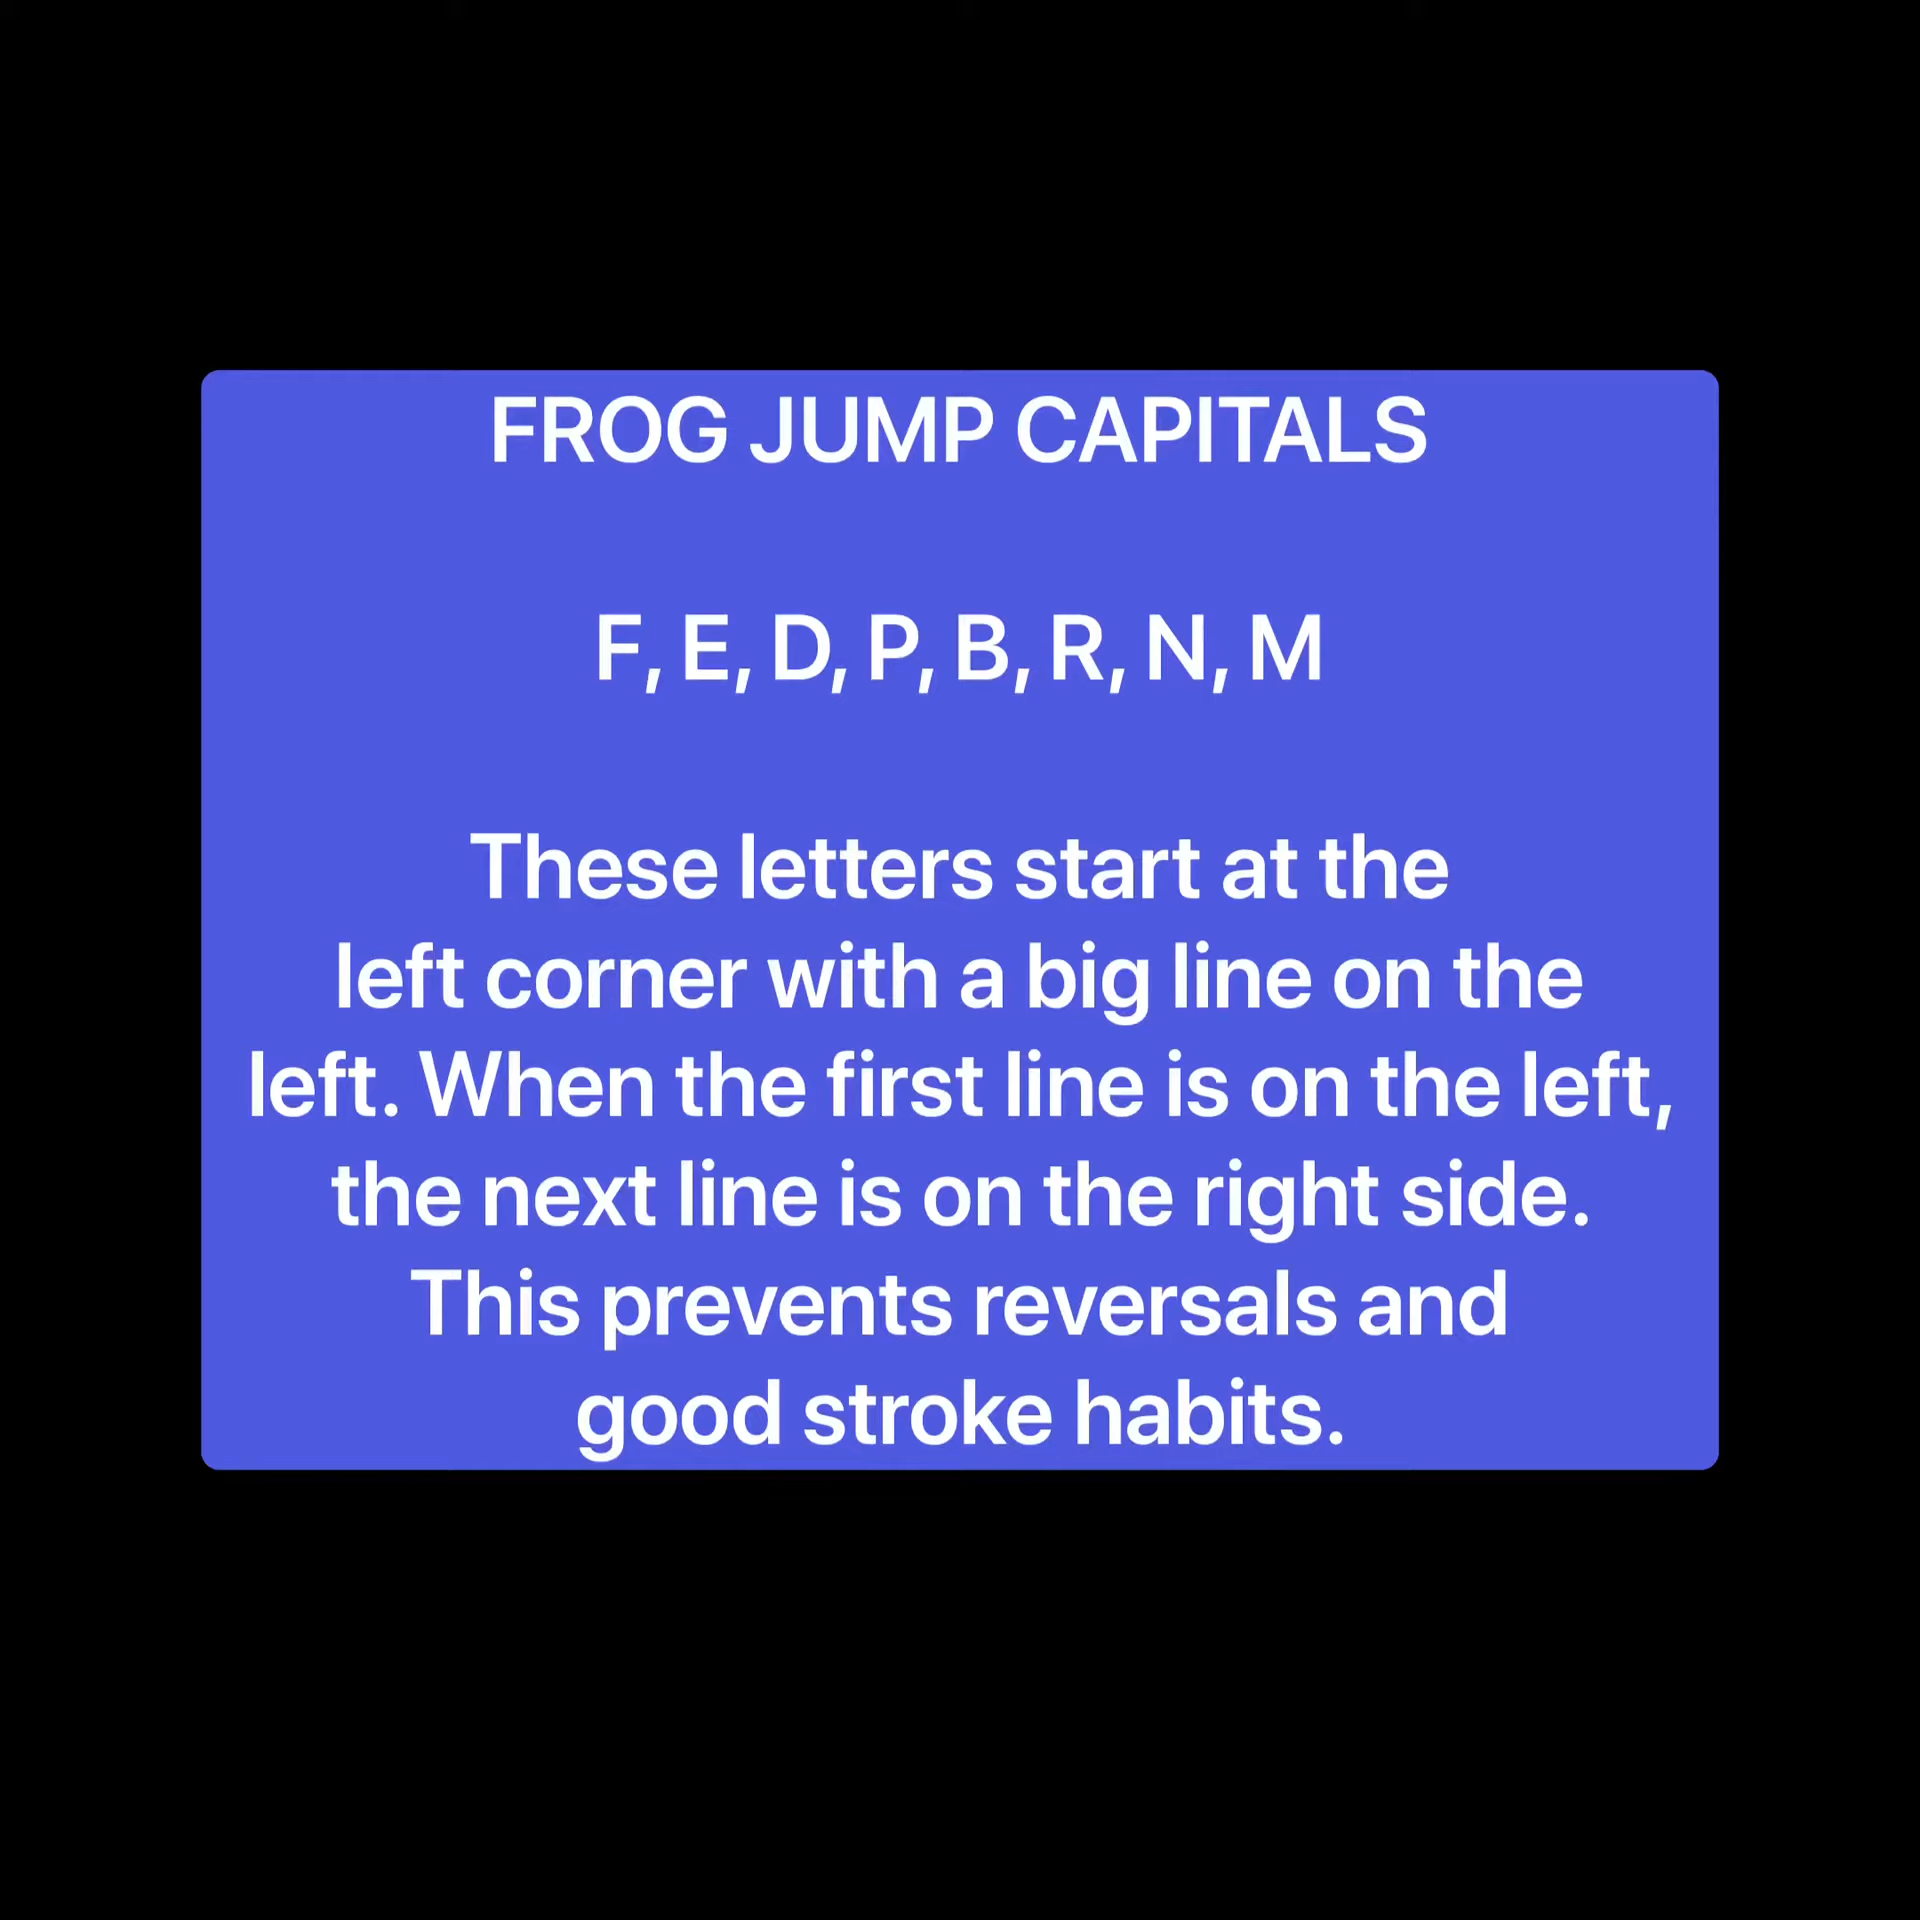 FROG JUMP CAPITALS
F, E, D, P, B, R, N, M
These letters start at the
left corner with a big line on the
left. When the first line is on the left,
the next line is on the right side.
This prevents reversals and
good stroke habits.